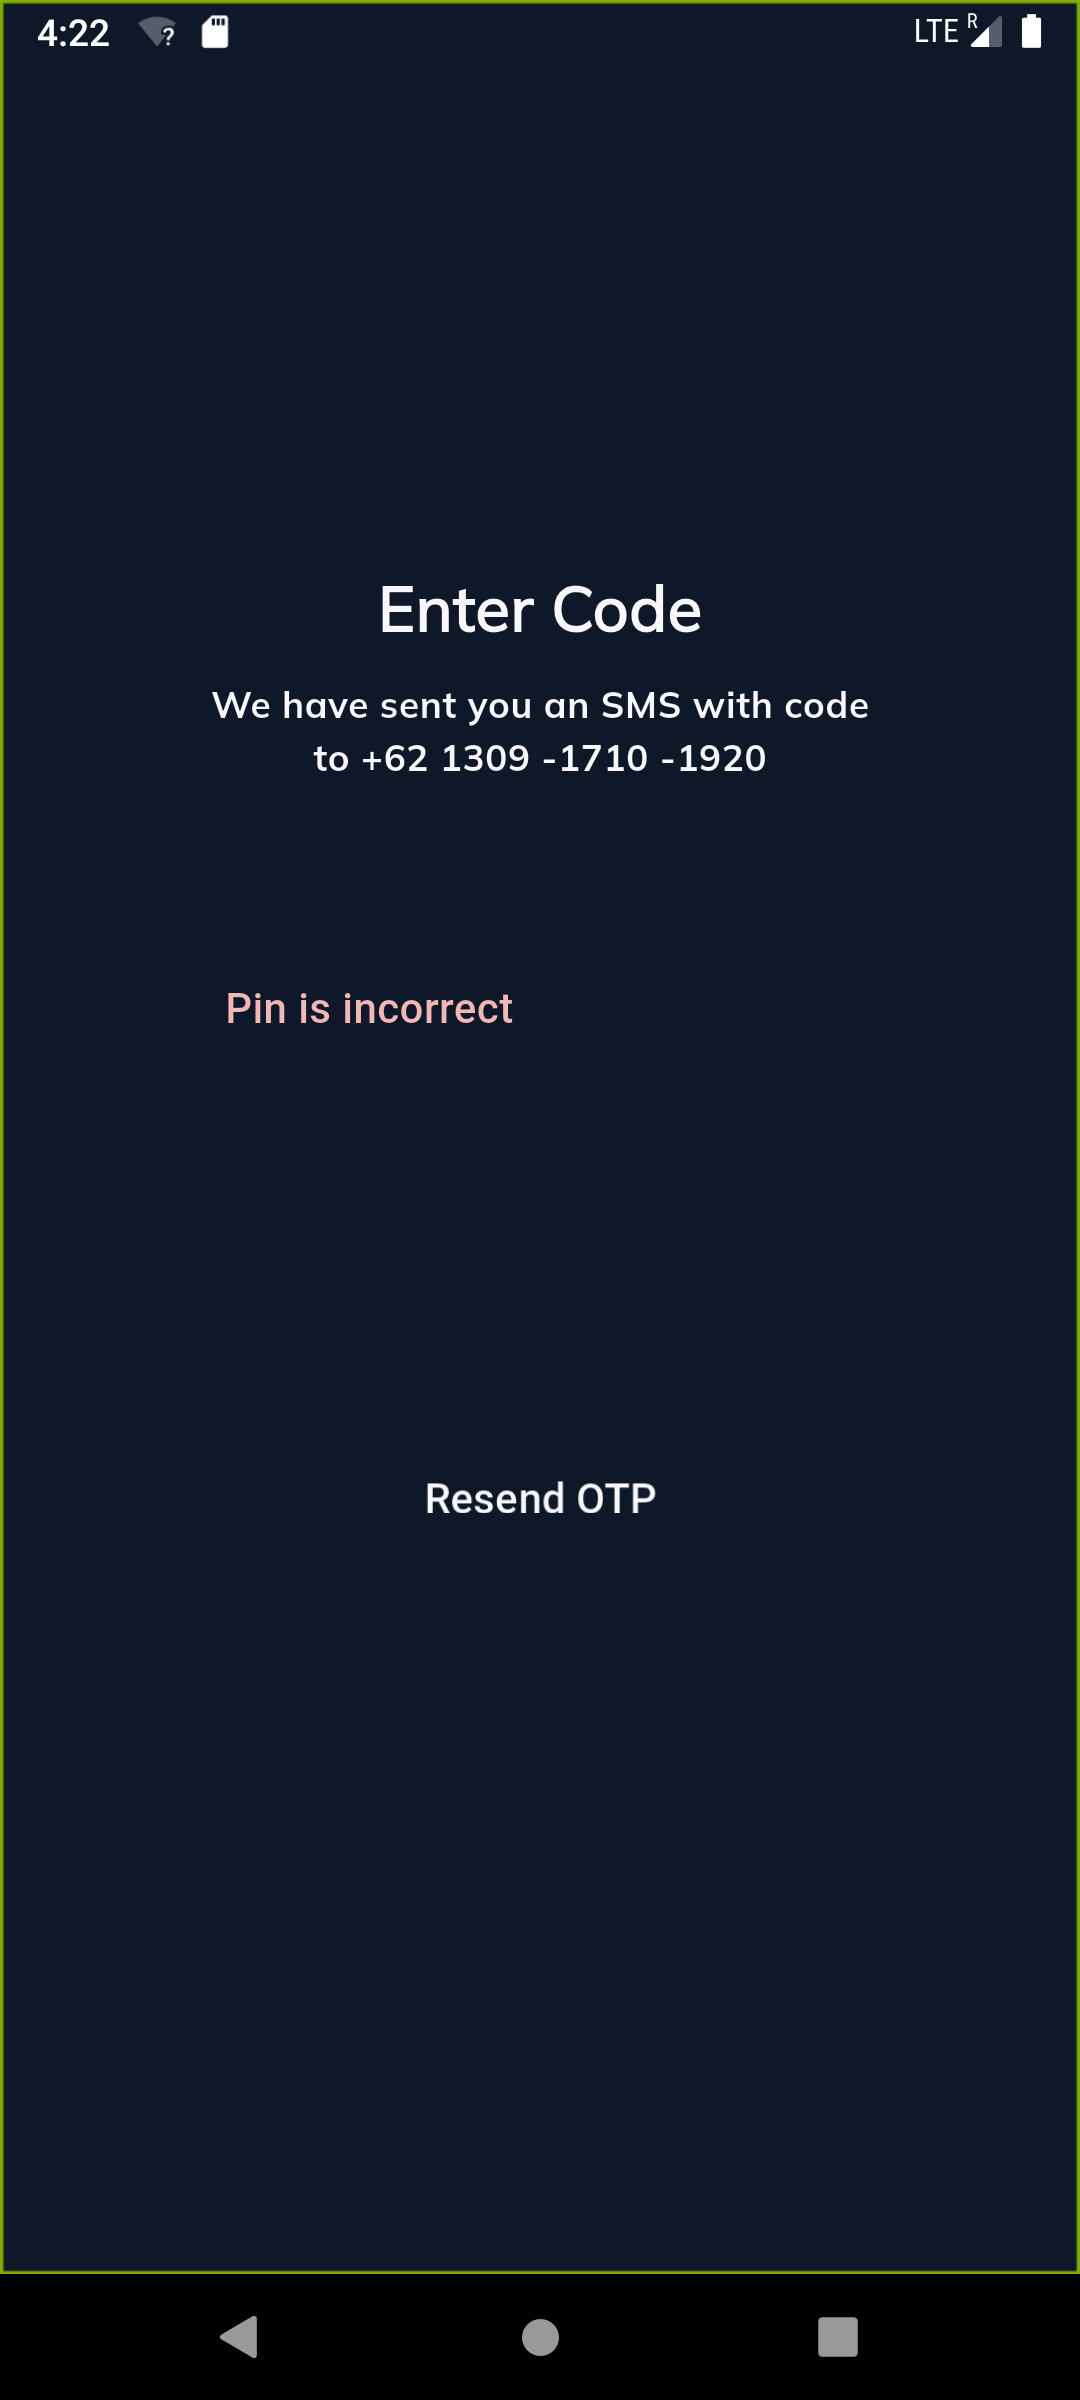 4:22
LTE R
Enter Code
We have sent you an SMS with code
to +62 1309 -1710 -1920
Pin is incorrect
Resend OTP